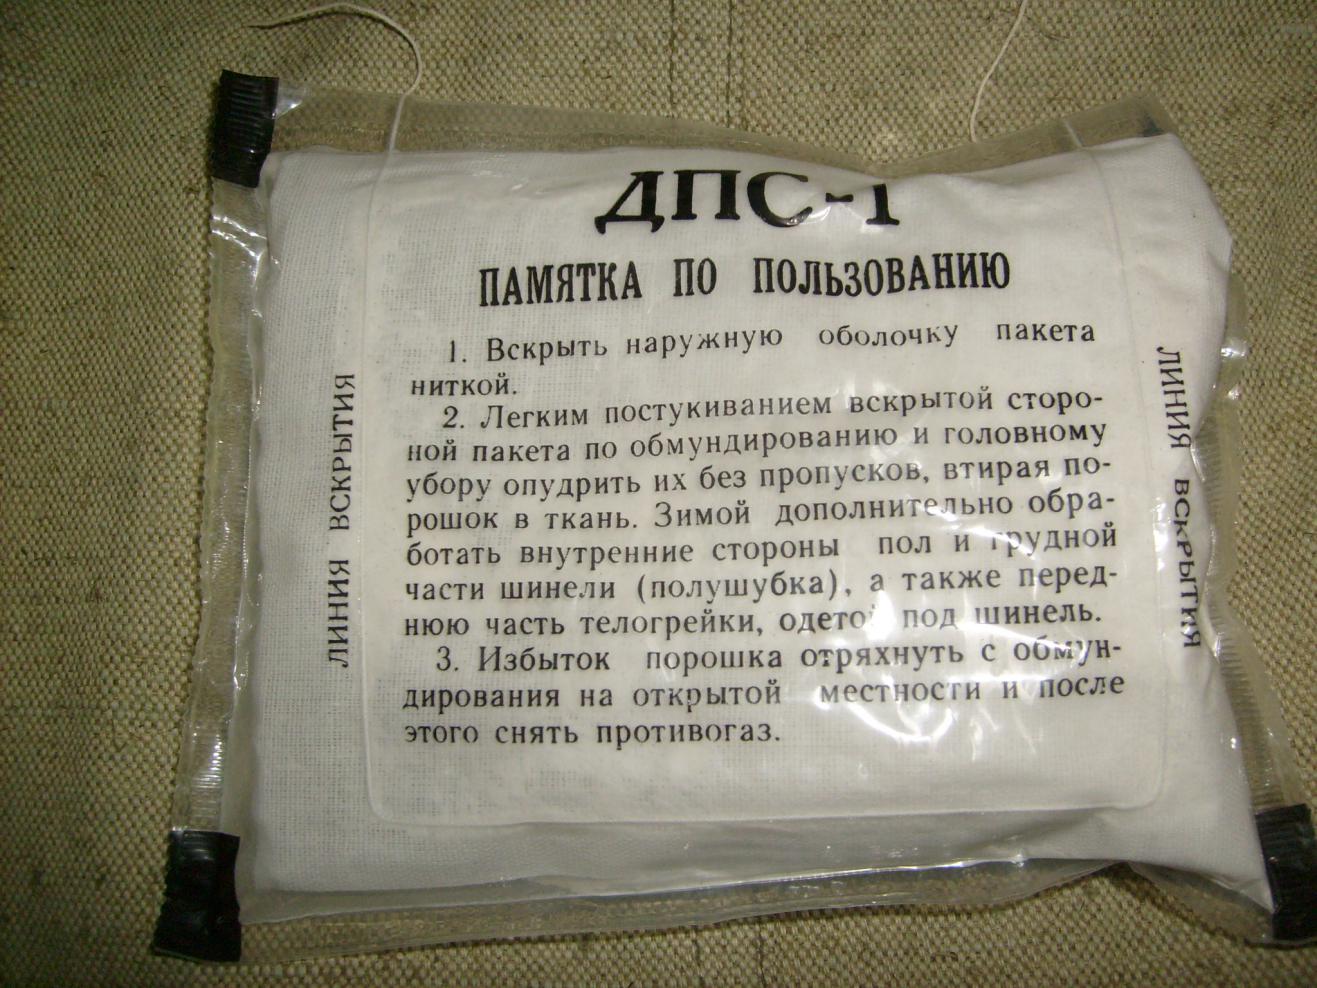 ДПС-1
ПАМЯТКА ПО ПОЛЬЗОВАНИЮ
1. Вскрыть наружную оболочку пакета
ниткой.
2. Легким постукиванием вскрытой сторо-
ной пакета по обмундированию и головному
убору опудрить их без пропусков, втирая по-
рошок в ткань. Зимой дополнительно обра-
ботать внутренние стороны пол и грудной
части шинели (полушубка), а также перед-
нюю часть телогрейки, одетой под шинель.
3. Избыток порошка отряхнуть с обмун-
дирования на открытой местности и после
этого снять противогаз.
ЛИНИЯ ВСКРЫТИЯ
ЛИНИЯ ВСКРЫТИЯ